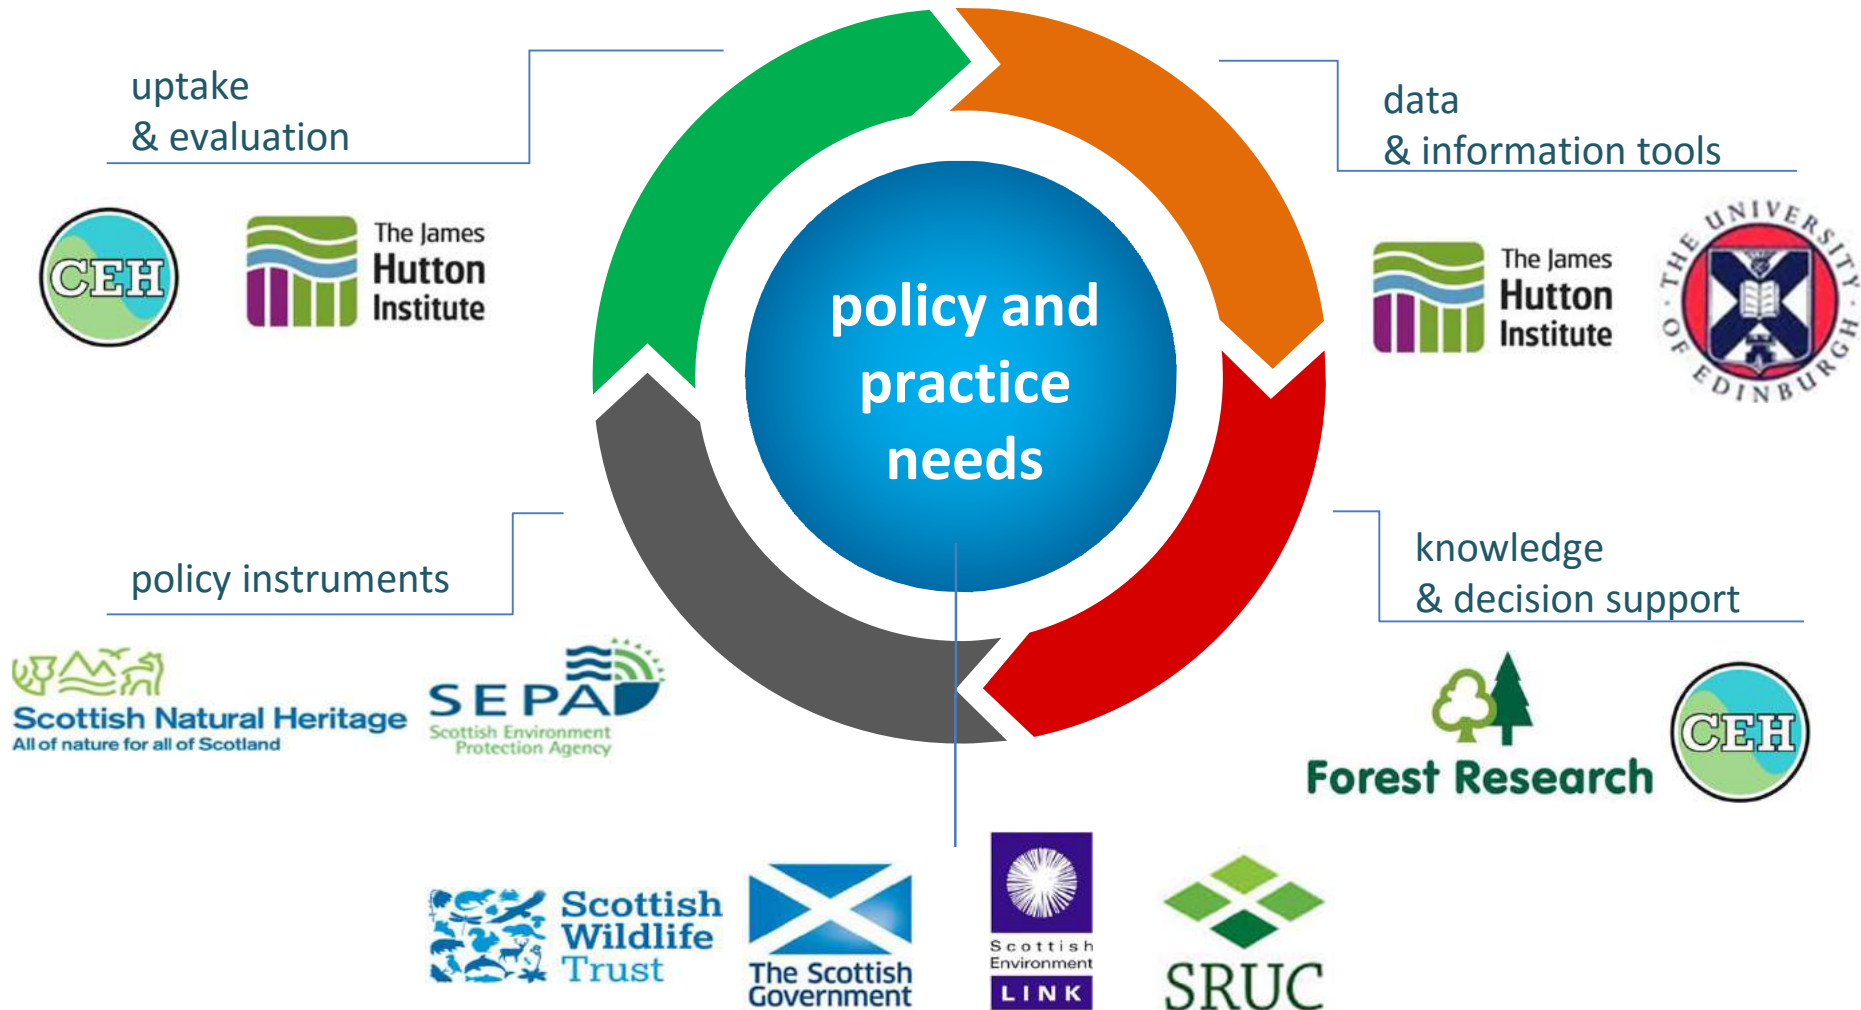 uptake
& evaluation
data
& information tools
CEH
The James
Hutton
Institute
policy and
practice
needs
The James
Hutton
Institute
THE UNIVERSITY
OF EDINBURGH
policy instruments
knowledge
& decision support
Scottish Natural Heritage
All of nature for all of Scotland
SEPA
Scottish Environment
Protection Agency
Forest Research
CEH
Scottish
Wildlife
Trust
The Scottish
Government
Scottish
Environment
LINK
SRUC